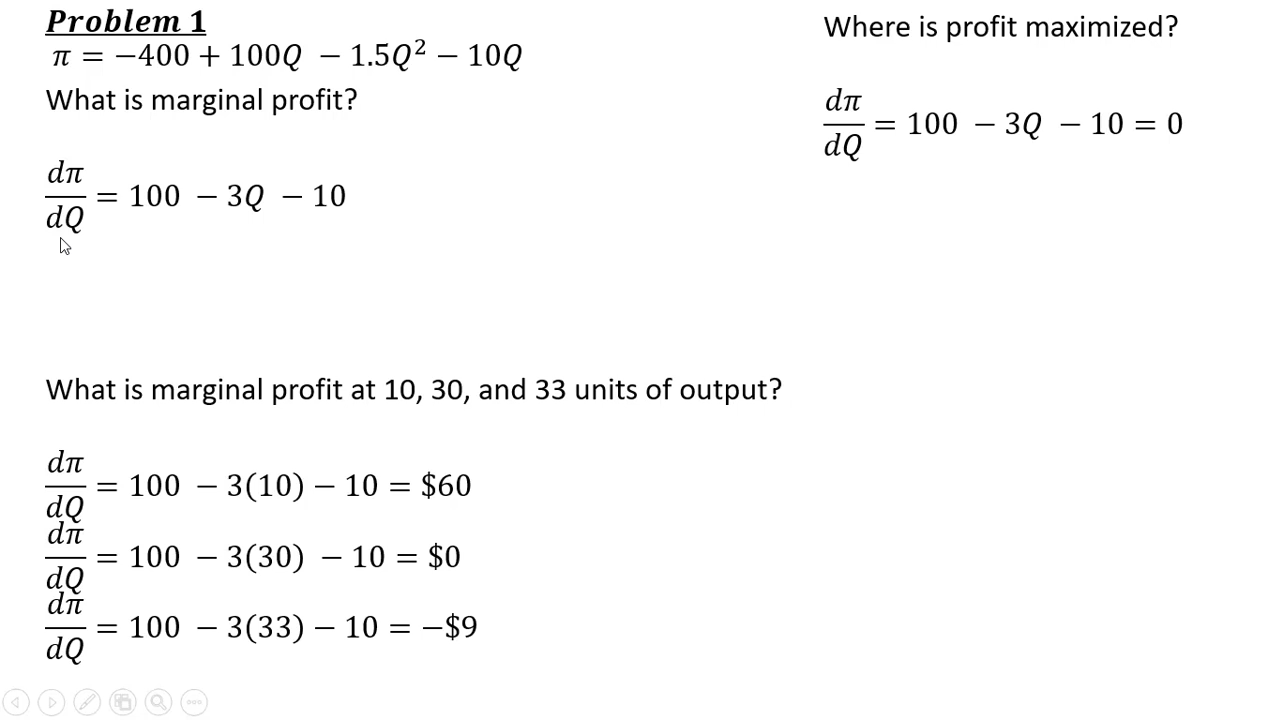 Problem 1
π = −400 + 100Q − 1.5Q² − 10Q
What is marginal profit?
dπ/dQ = 100 − 3Q − 10
What is marginal profit at 10, 30, and 33 units of output?
dπ/dQ = 100 − 3(10) − 10 = $60
dπ/dQ = 100 − 3(30) − 10 = $0
dπ/dQ = 100 − 3(33) − 10 = −$9
Where is profit maximized?
dπ/dQ = 100 − 3Q − 10 = 0